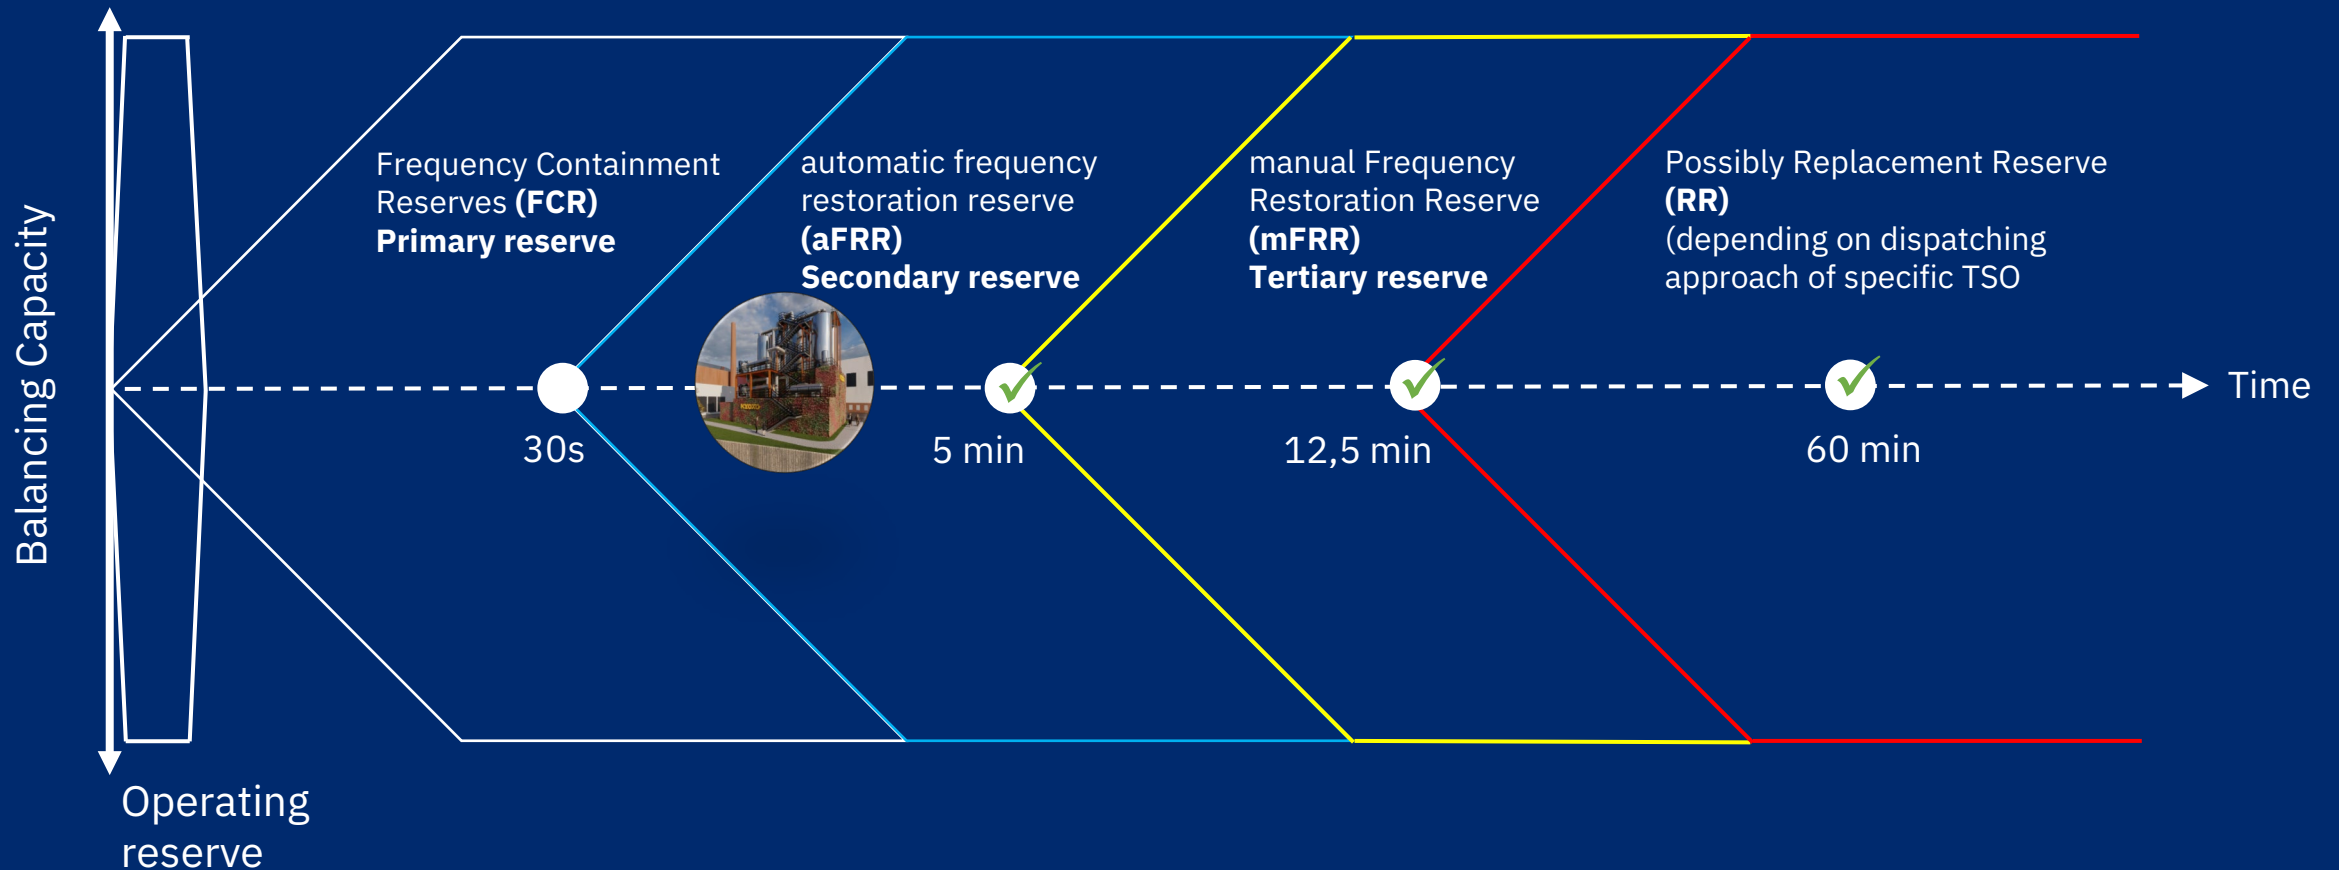 Balancing Capacity
Frequency Containment
Reserves (FCR)
Primary reserve
automatic frequency
restoration reserve
(aFRR)
Secondary reserve
manual Frequency
Restoration Reserve
(mFRR)
Tertiary reserve
Possibly Replacement Reserve
(RR)
(depending on dispatching
approach of specific TSO
30s
5 min
12,5 min
60 min
Time
Operating
reserve